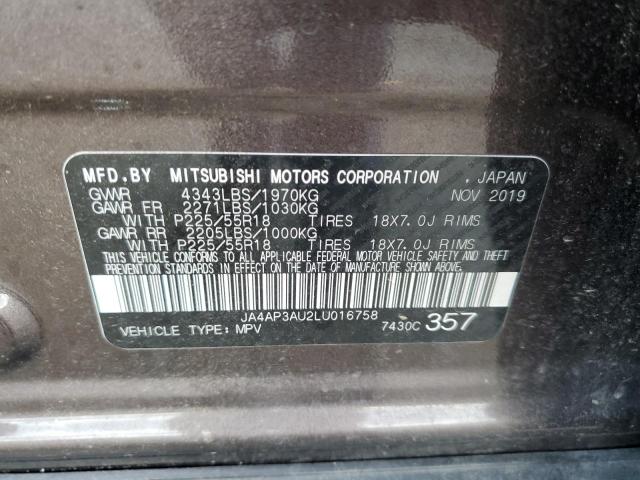 MFD.BY MITSUBISHI MOTORS CORPORATION . JAPAN
GVWR 4343LBS/1970KG NOV 2019
GAWR FR 2271LBS/1030KG
WITH P225/55R18 TIRES 18X7.0J RIMS
GAWR RR 2205LBS/1000KG
WITH P225/55R18 TIRES 18X7.0J RIMS
THIS VEHICLE CONFORMS TO ALL APPLICABLE FEDERAL MOTOR VEHICLE SAFETY AND THEFT
PREVENTION STANDARDS IN EFFECT ON THE DATE OF MANUFACTURE SHOWN ABOVE.
JA4AP3AU2LU016758
VEHICLE TYPE: MPV 7430C 357